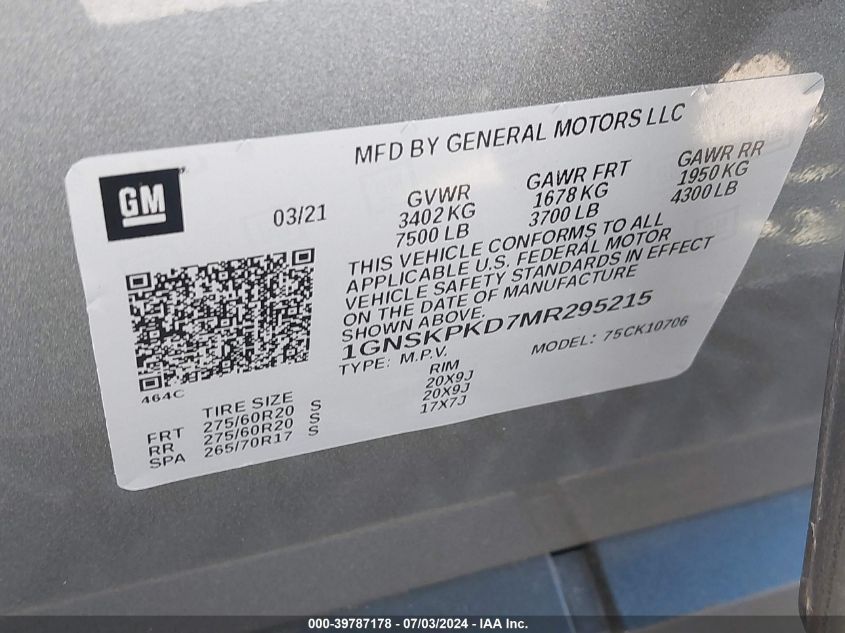 MFD BY GENERAL MOTORS LLC
GM
03/21
GVWR GAWR FRT GAWR RR
3402 KG 1678 KG 1950 KG
7500 LB 3700 LB 4300 LB
THIS VEHICLE CONFORMS TO ALL
APPLICABLE U.S. FEDERAL MOTOR
VEHICLE SAFETY STANDARDS IN EFFECT
ON THE DATE OF MANUFACTURE
SHOWN ABOVE.
1GNSKPKD7MR295215
TYPE: M.P.V. MODEL: 75CK10706
464C
TIRE SIZE RIM
FRT 275/60R20 S 20X9J
RR 275/60R20 S 20X9J
SPA 265/70R17 S 17X7J
000-39787178 - 07/03/2024 - IAA Inc.